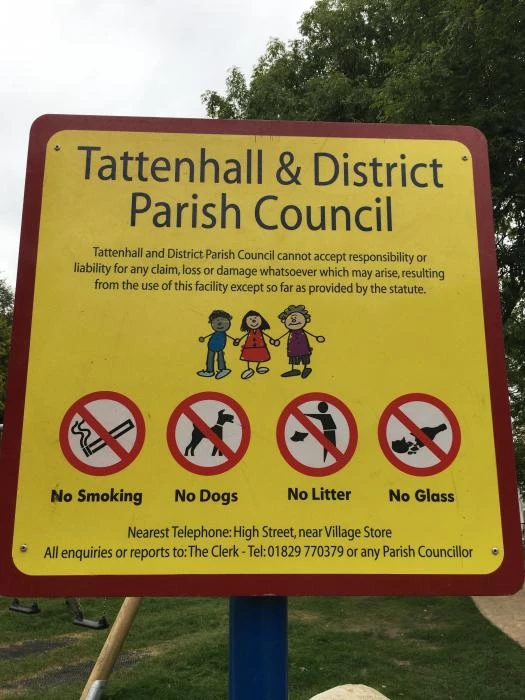 Tattenhall & District
Parish Council
Tattenhall and District Parish Council cannot accept responsibility or
liability for any claim, loss or damage whatsoever which may arise, resulting
from the use of this facility except so far as provided by the statute.
No Smoking No Dogs No Litter No Glass
Nearest Telephone: High Street, near Village Store
All enquiries or reports to: The Clerk - Tel: 01829 770379 or any Parish Councillor